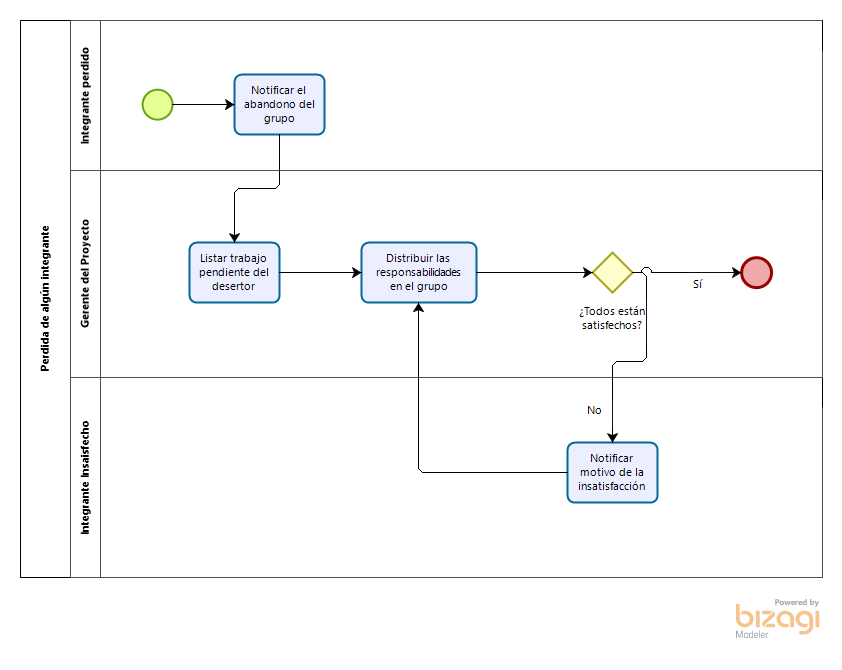 Perdida de algún integrante
Integrante perdido
Notificar el
abandono del
grupo
Gerente del Proyecto
Listar trabajo
pendiente del
desertor
Distribuir las
responsabilidades
en el grupo
¿Todos están
satisfechos?
Sí
No
Integrante Insaisfecho
Notificar
motivo de la
insatisfacción
Powered by
bizagi
Modeler